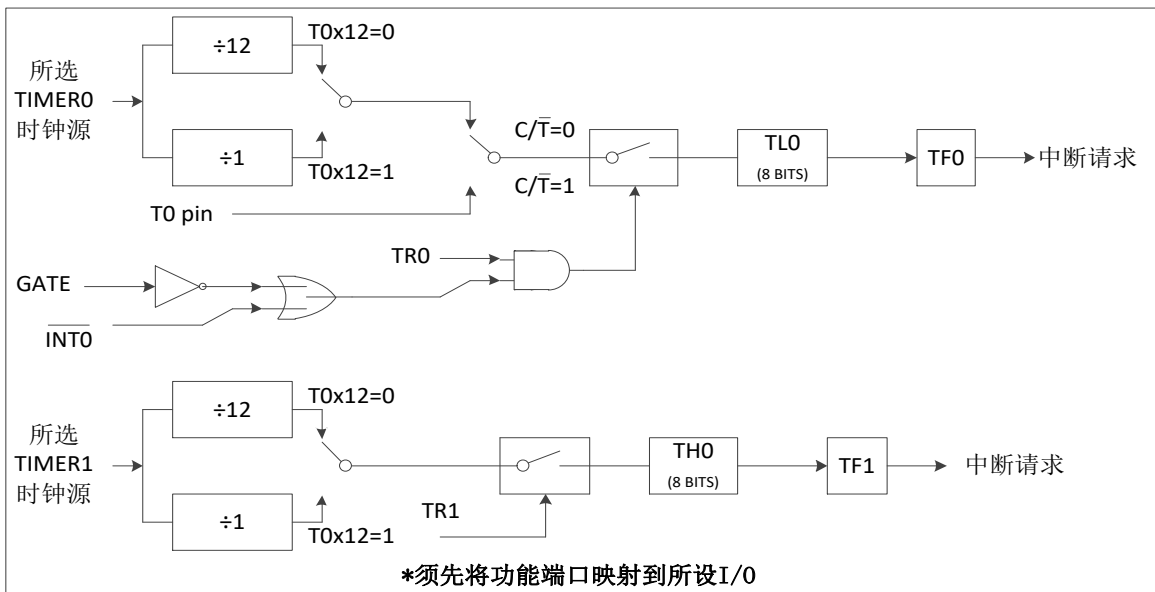 ÷12
T0x12=0
所选
TIMER0
时钟源
÷1
T0x12=1
C/T̅=0
C/T̅=1
T0 pin
TL0
(8 BITS)
TF0
中断请求
TR0
GATE
I̅N̅T̅0̅
÷12
T0x12=0
所选
TIMER1
时钟源
÷1
T0x12=1
TR1
TH0
(8 BITS)
TF1
中断请求
*须先将功能端口映射到所设I/O